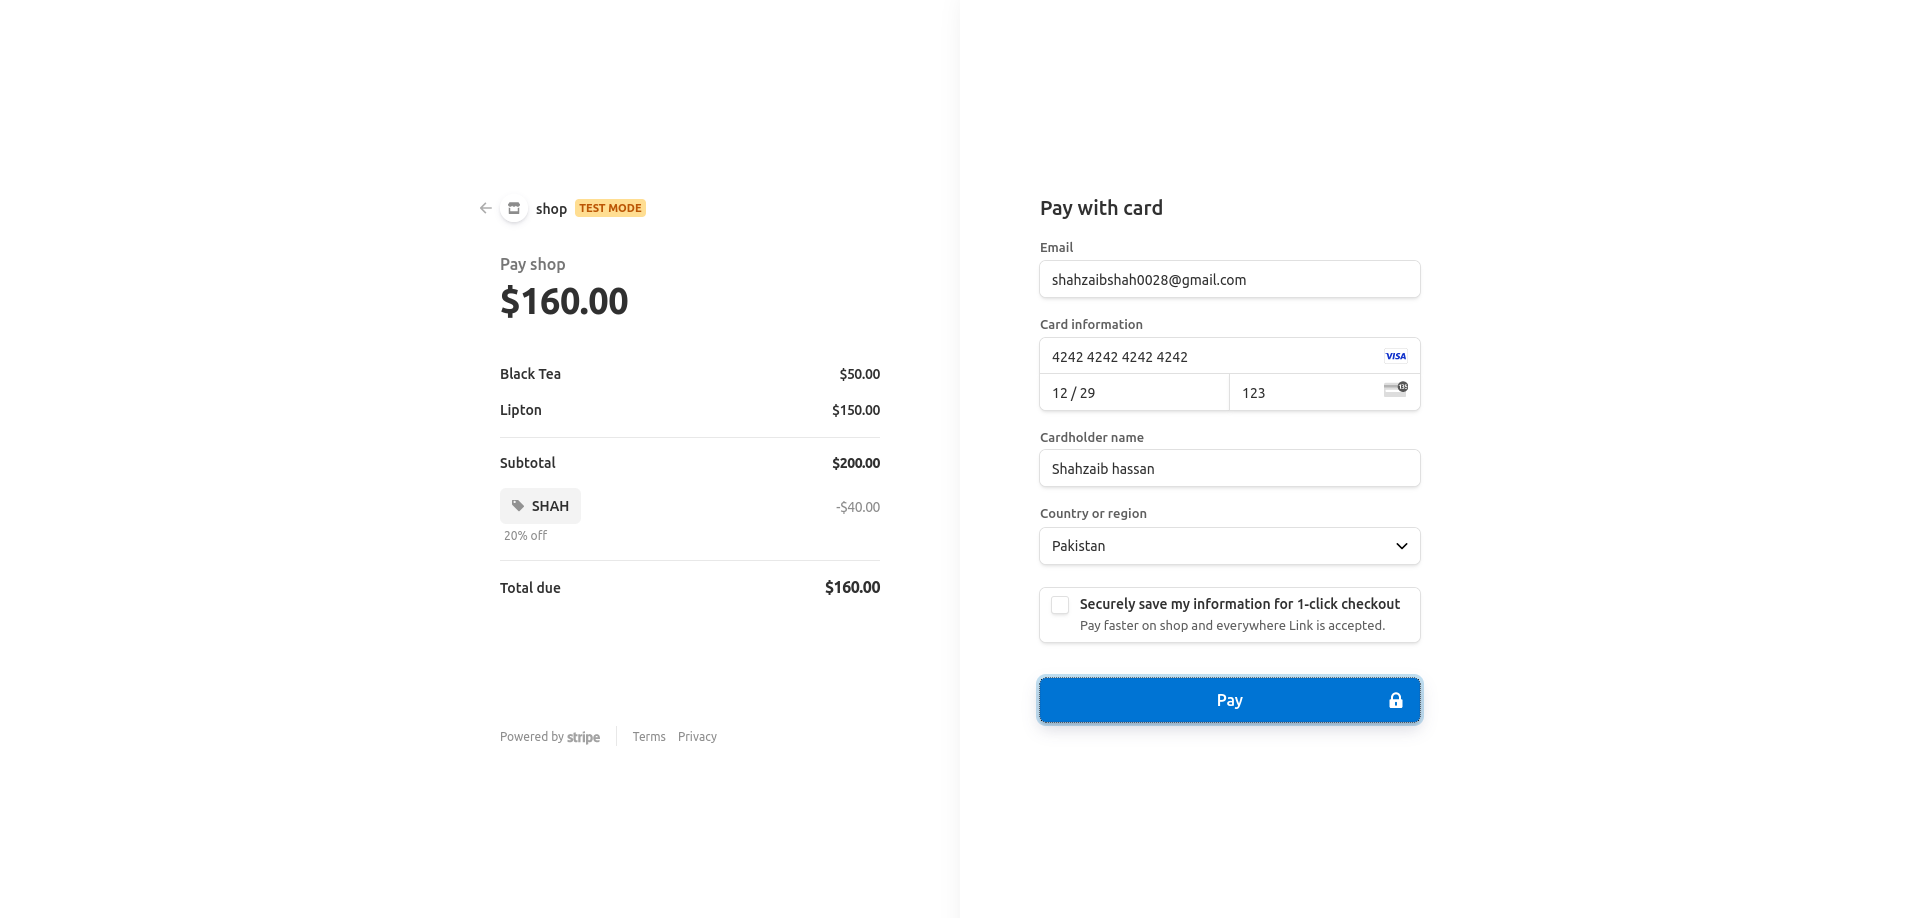 shop TEST MODE
Pay shop
$160.00
Black Tea $50.00
Lipton $150.00
Subtotal $200.00
SHAH -$40.00
20% off
Total due $160.00
Powered by stripe Terms Privacy
Pay with card
Email
shahzaibshah0028@gmail.com
Card information
4242 4242 4242 4242 VISA
12 / 29 123 135
Cardholder name
Shahzaib hassan
Country or region
Pakistan
Securely save my information for 1-click checkout
Pay faster on shop and everywhere Link is accepted.
Pay